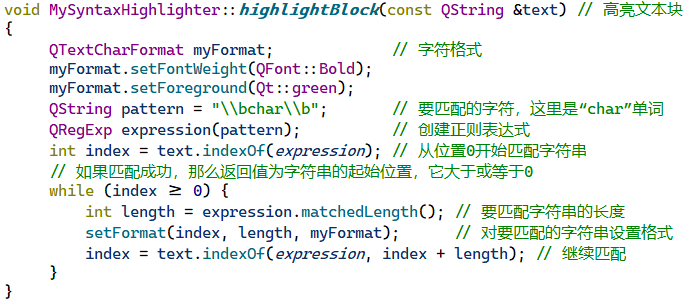 void MySyntaxHighlighter::highlightBlock(const QString &text) // 高亮文本块
{
    QTextCharFormat myFormat;             // 字符格式
    myFormat.setFontWeight(QFont::Bold);
    myFormat.setForeground(Qt::green);
    QString pattern = "\\bchar\\b";       // 要匹配的字符，这里是“char”单词
    QRegExp expression(pattern);          // 创建正则表达式
    int index = text.indexOf(expression); // 从位置0开始匹配字符串
    // 如果匹配成功，那么返回值为字符串的起始位置，它大于或等于0
    while (index ≥ 0) {
        int length = expression.matchedLength(); // 要匹配字符串的长度
        setFormat(index, length, myFormat);      // 对要匹配的字符串设置格式
        index = text.indexOf(expression, index + length); // 继续匹配
    }
}